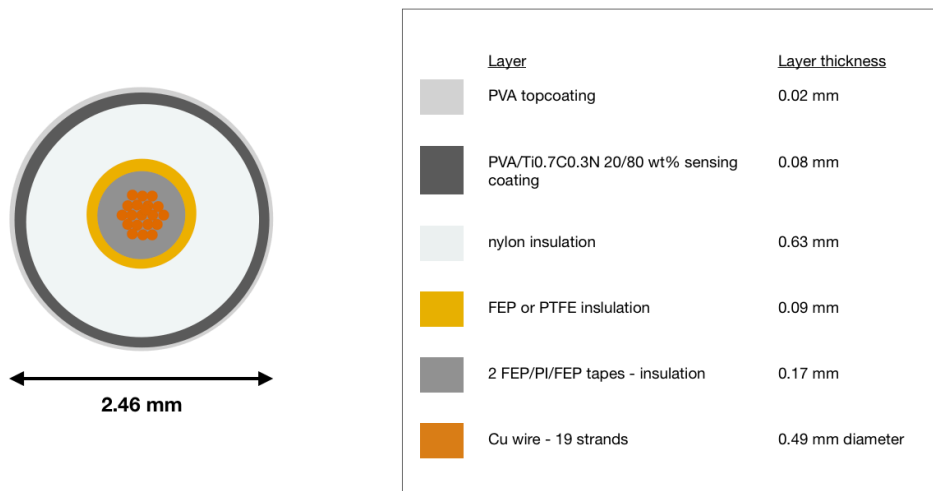 Layer Layer thickness
PVA topcoating 0.02 mm
PVA/Ti0.7C0.3N 20/80 wt% sensing 0.08 mm
coating
nylon insulation 0.63 mm
FEP or PTFE inslulation 0.09 mm
2 FEP/PI/FEP tapes - insulation 0.17 mm
Cu wire - 19 strands 0.49 mm diameter
2.46 mm